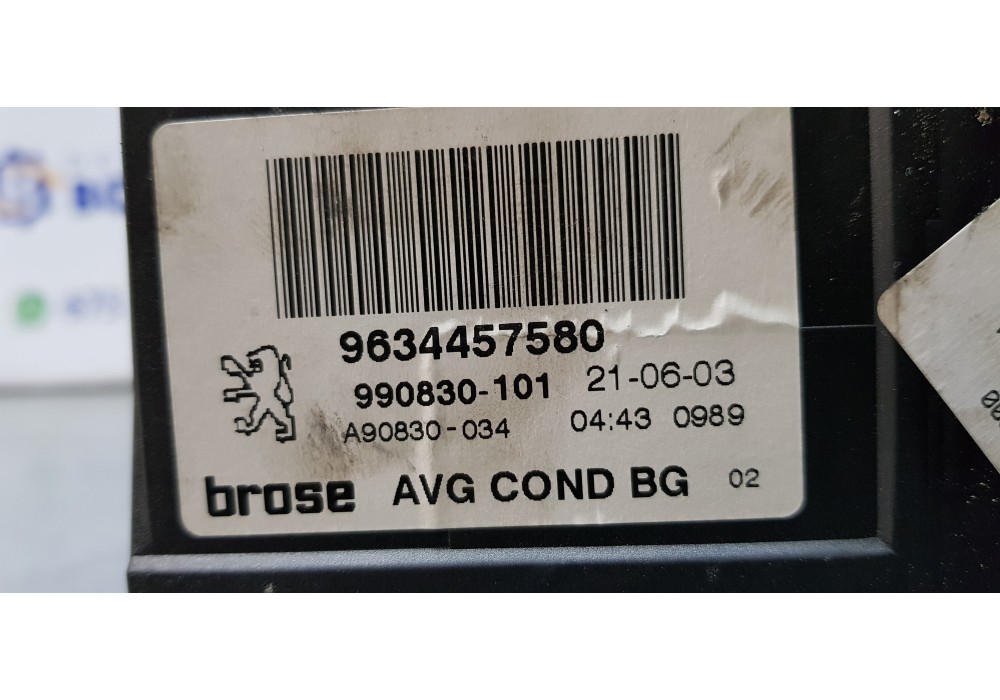 9634457580
990830-101 21-06-03
A90830-034 04:43 0989
brose AVG COND BG 02